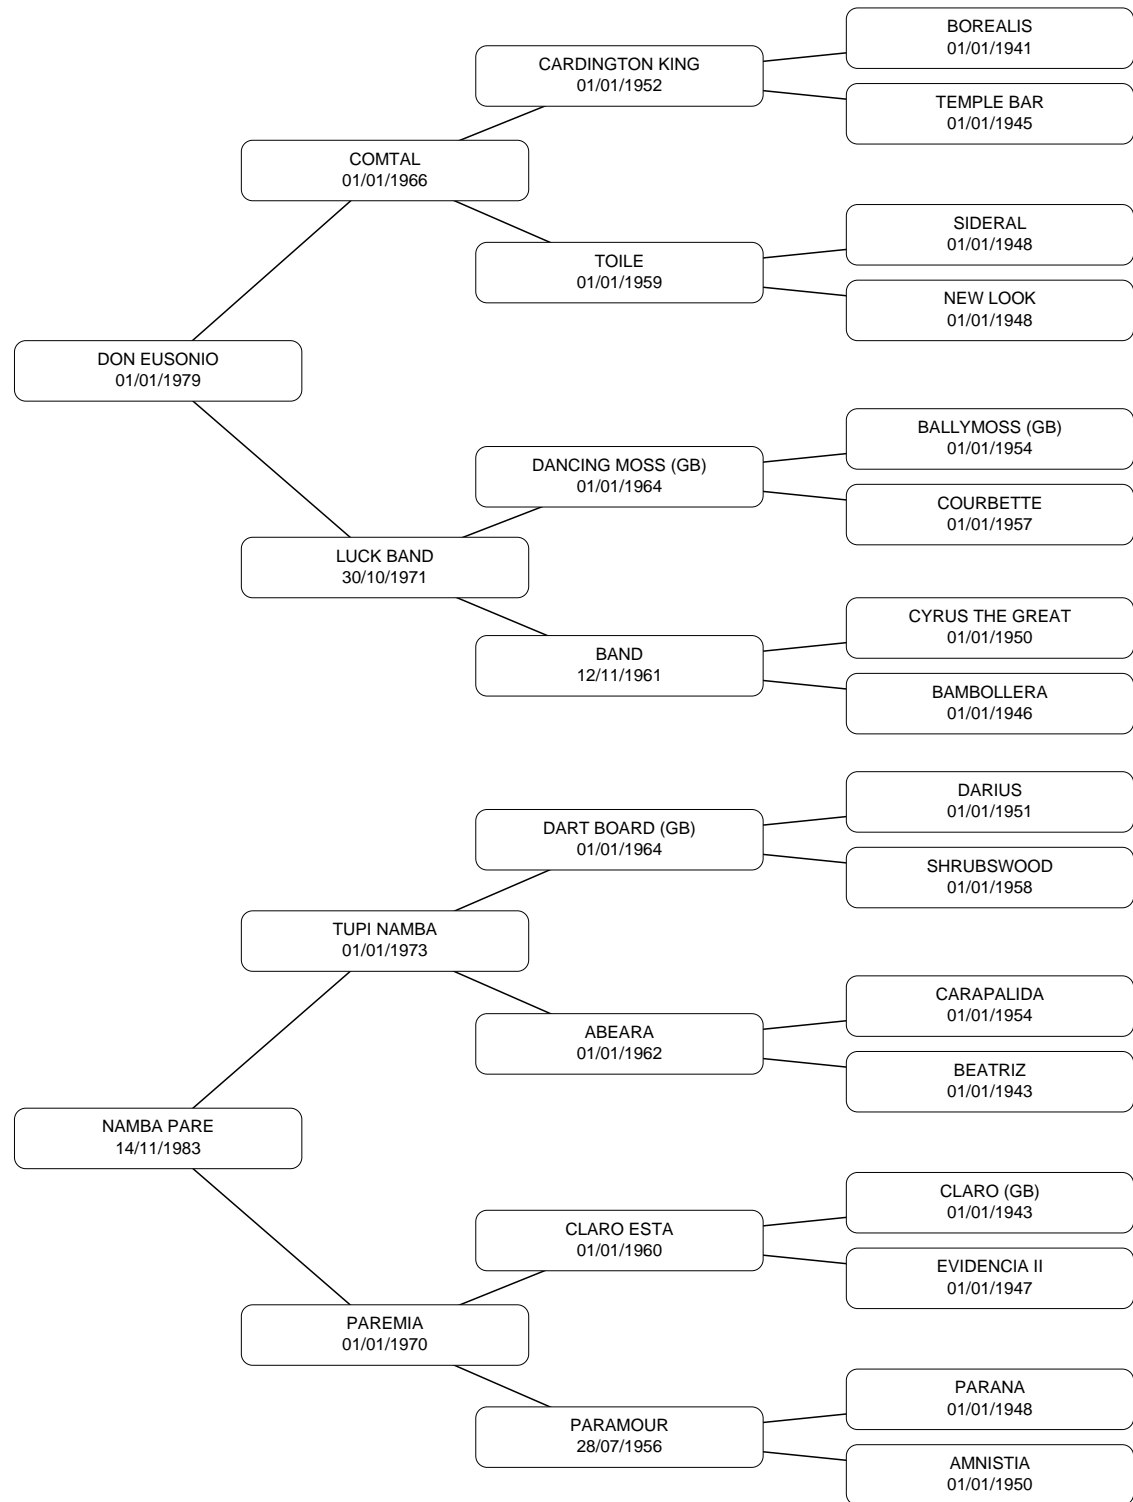 BOREALIS
01/01/1941
CARDINGTON KING
01/01/1952
TEMPLE BAR
01/01/1945
COMTAL
01/01/1966
SIDERAL
01/01/1948
TOILE
01/01/1959
NEW LOOK
01/01/1948
DON EUSONIO
01/01/1979
BALLYMOSS (GB)
01/01/1954
DANCING MOSS (GB)
01/01/1964
COURBETTE
01/01/1957
LUCK BAND
30/10/1971
CYRUS THE GREAT
01/01/1950
BAND
12/11/1961
BAMBOLLERA
01/01/1946
DARIUS
01/01/1951
DART BOARD (GB)
01/01/1964
SHRUBSWOOD
01/01/1958
TUPI NAMBA
01/01/1973
CARAPALIDA
01/01/1954
ABEARA
01/01/1962
BEATRIZ
01/01/1943
NAMBA PARE
14/11/1983
CLARO (GB)
01/01/1943
CLARO ESTA
01/01/1960
EVIDENCIA II
01/01/1947
PAREMIA
01/01/1970
PARANA
01/01/1948
PARAMOUR
28/07/1956
AMNISTIA
01/01/1950